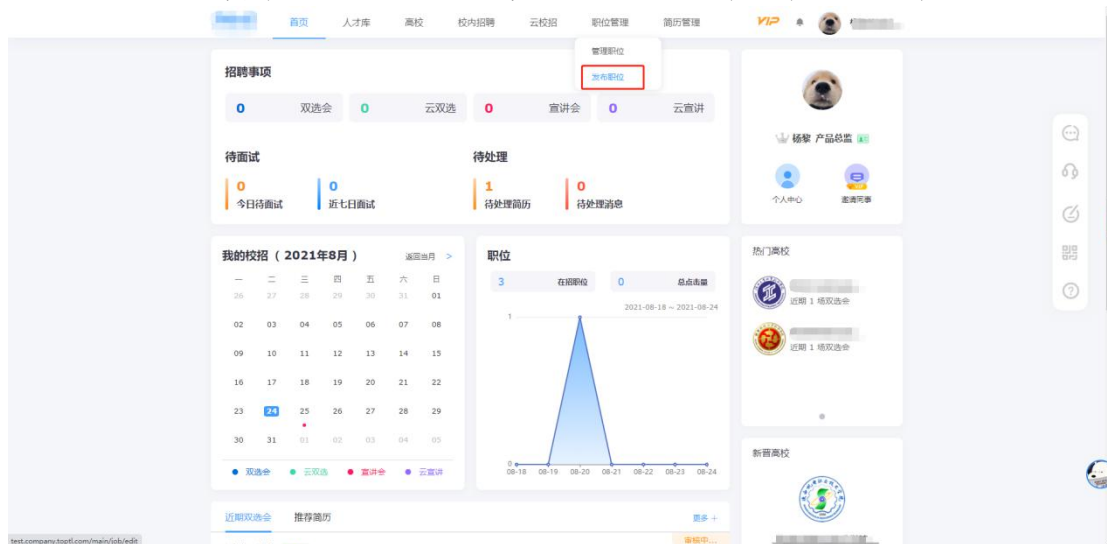 首页 人才库 高校 校内招聘 云校招 职位管理 简历管理 VIP
管理职位
发布职位
招聘事项
0 双选会 0 云双选 0 宣讲会 0 云宣讲
待面试 待处理
0 0 1 0
今日待面试 近七日面试 待处理简历 待处理消息
杨黎 产品总监
个人中心 邀请同事
我的校招 ( 2021年8月 ) 返回当月 >
一 二 三 四 五 六 日
26 27 28 29 30 31 01
02 03 04 05 06 07 08
09 10 11 12 13 14 15
16 17 18 19 20 21 22
23 24 25 26 27 28 29
30 31 01 02 03 04 05
双选会 云双选 宣讲会 云宣讲
职位
3 在招职位 0 总点击量
2021-08-18 ~ 2021-08-24
1
0
08-18 08-19 08-20 08-21 08-22 08-23 08-24
热门高校
近期 1 场双选会
近期 1 场双选会
新晋高校
近期双选会 推荐简历 更多 +
审核中...
test.company.toptl.com/main/job/edit